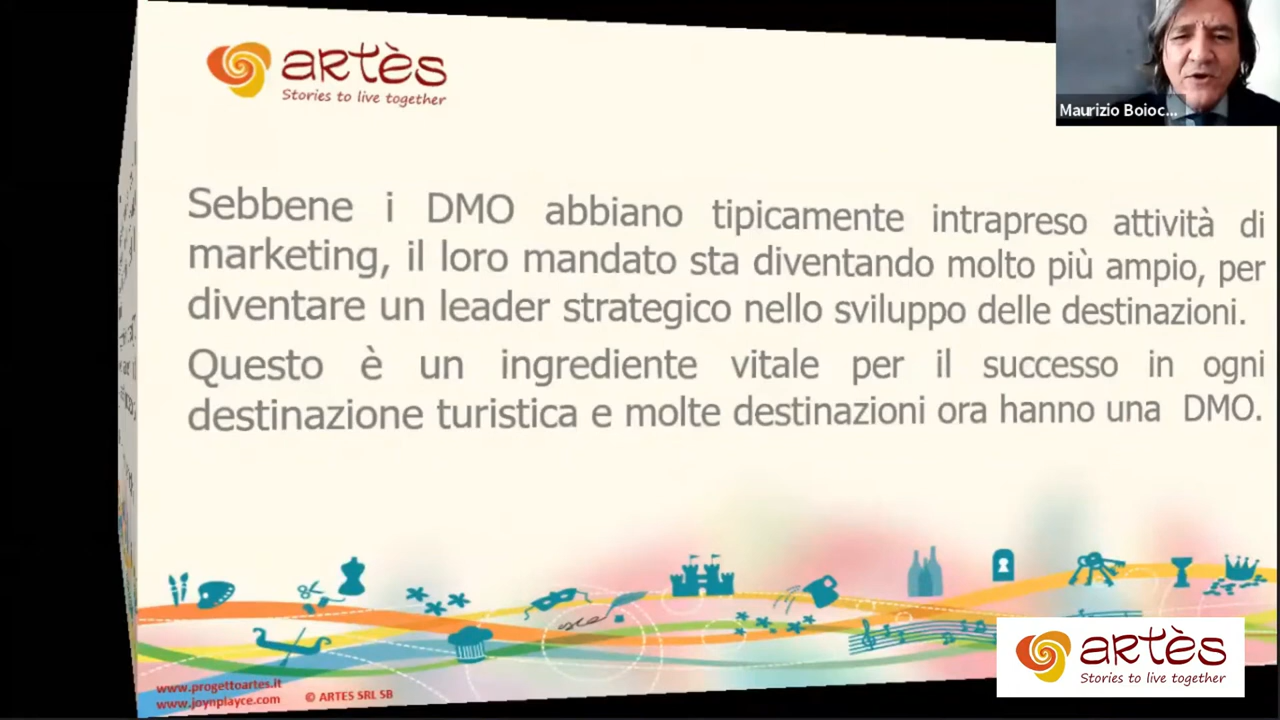 artès
Stories to live together
Maurizio Boioc...
Sebbene i DMO abbiano tipicamente intrapreso attività di
marketing, il loro mandato sta diventando molto più ampio, per
diventare un leader strategico nello sviluppo delle destinazioni.
Questo è un ingrediente vitale per il successo in ogni
destinazione turistica e molte destinazioni ora hanno una DMO.
www.progettoartes.it
www.joynplayce.com
© ARTES SRL SB
artès
Stories to live together